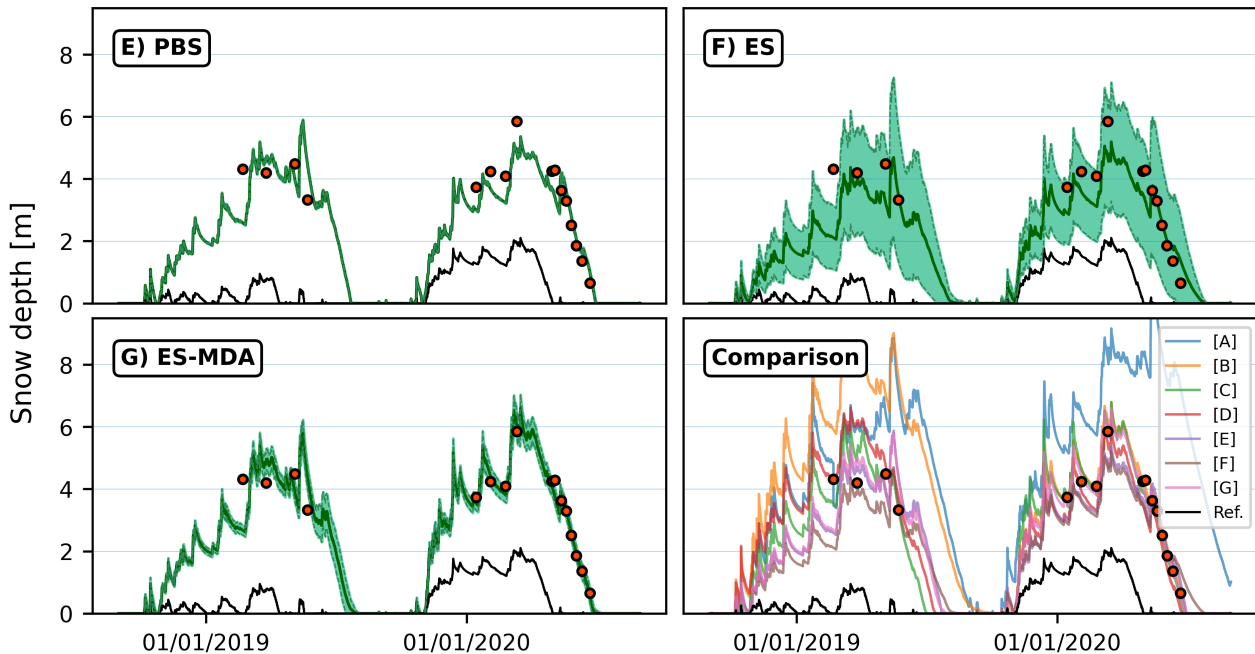 E) PBS
F) ES
8
6
4
2
0
Snow depth [m]
G) ES-MDA
Comparison
[A]
[B]
[C]
[D]
[E]
[F]
[G]
Ref.
8
6
4
2
0
01/01/2019
01/01/2020
01/01/2019
01/01/2020